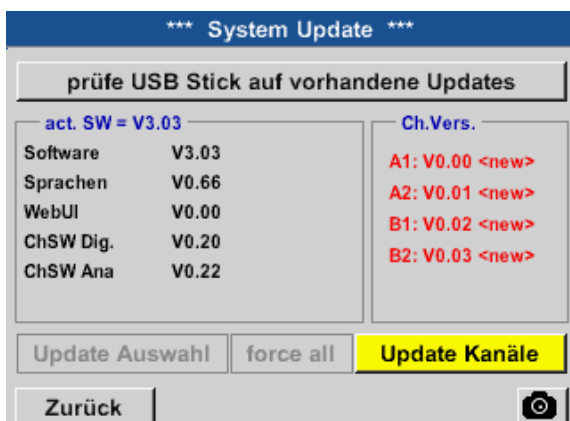 *** System Update ***
prüfe USB Stick auf vorhandene Updates
act. SW = V3.03
Software V3.03
Sprachen V0.66
WebUI V0.00
ChSW Dig. V0.20
ChSW Ana V0.22
Ch.Vers.
A1: V0.00 <new>
A2: V0.01 <new>
B1: V0.02 <new>
B2: V0.03 <new>
Update Auswahl
force all
Update Kanäle
Zurück